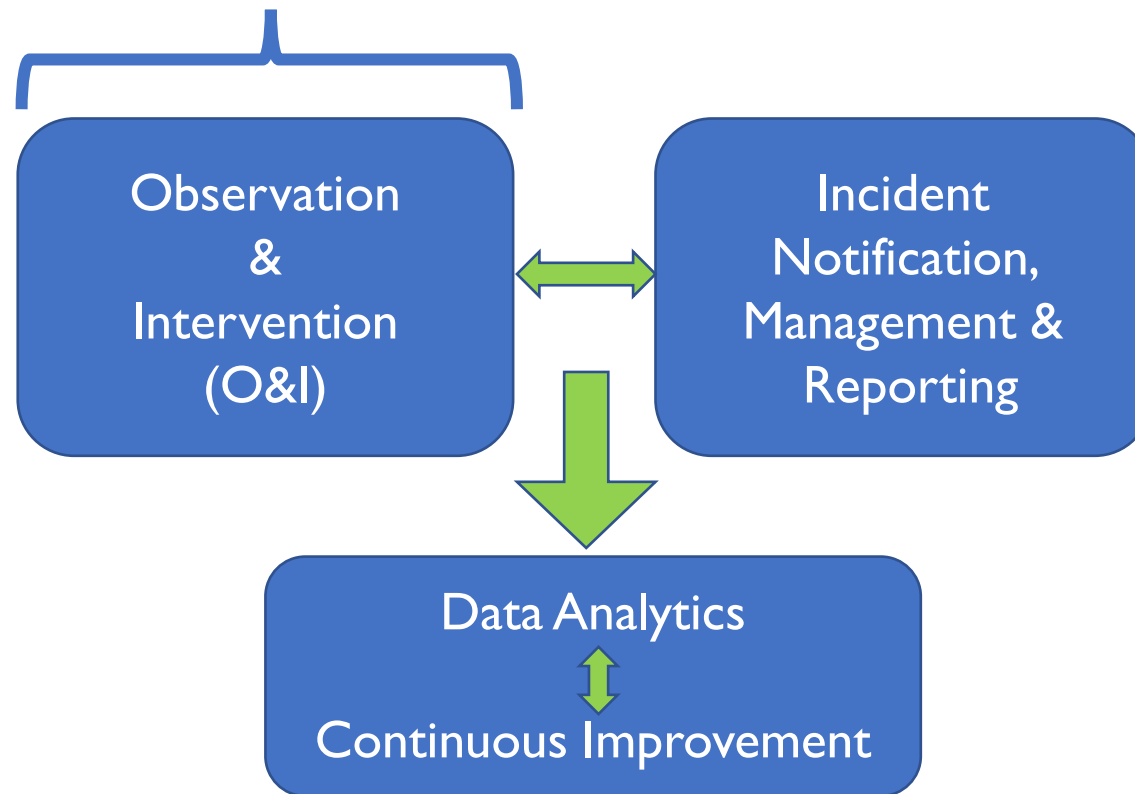 Observation
&
Intervention
(O&I)
Incident
Notification,
Management &
Reporting
Data Analytics
Continuous Improvement